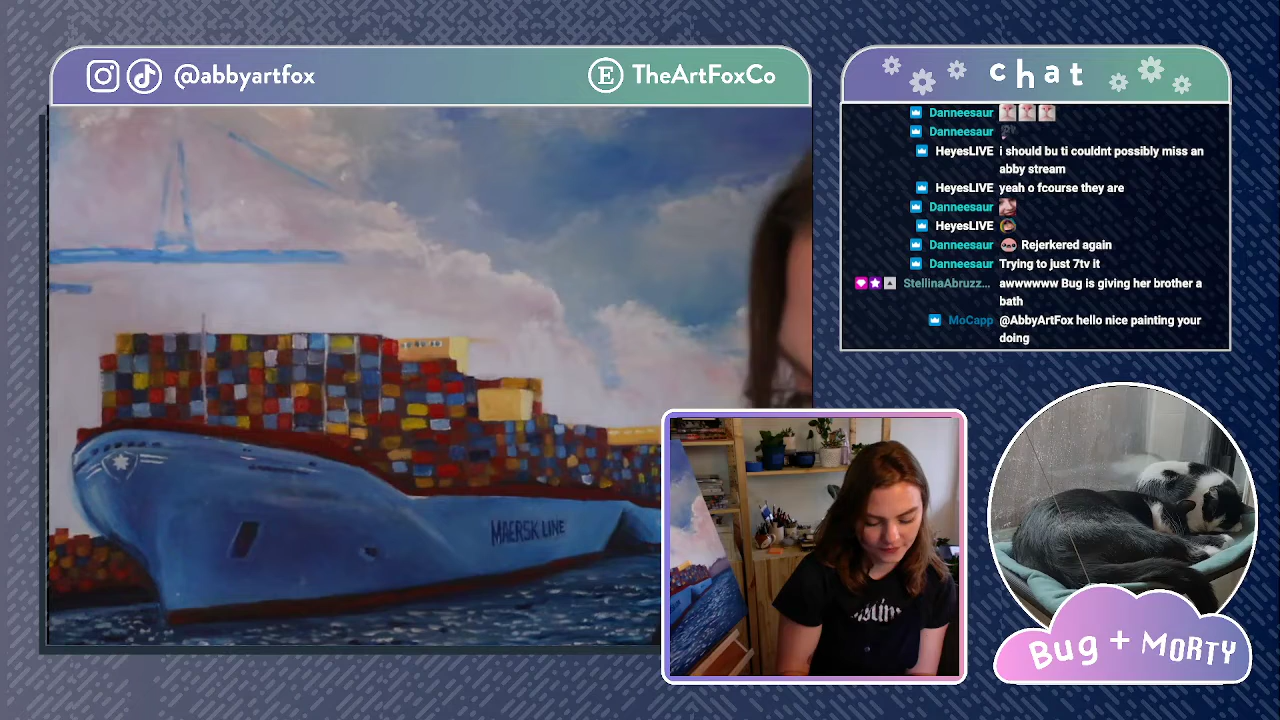 @abbyartfox
E TheArtFoxCo
chat
Danneesaur
Danneesaur
HeyesLIVE i should bu ti couldnt possibly miss an
abby stream
HeyesLIVE yeah o fcourse they are
Danneesaur
HeyesLIVE
Danneesaur Rejerkered again
Danneesaur Trying to just 7tv it
StellinaAbruzz... awwwwww Bug is giving her brother a
bath
MoCapp @AbbyArtFox hello nice painting your
doing
MAERSK LINE
Bug + MORTY